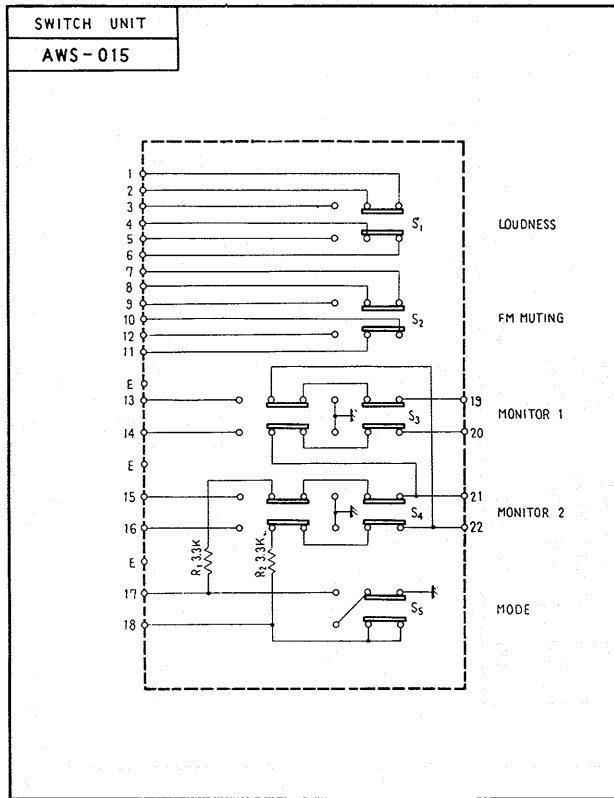 SWITCH UNIT
AWS-015
1
2
3
4
S₁
LOUDNESS
5
6
7
8
9
10
S₂
FM MUTING
12
11
E
13
19
S₃
MONITOR 1
14
20
E
15
21
S₄
MONITOR 2
16
22
R₁ 3.3K
R₂ 3.3K
E
17
S₅
MODE
18